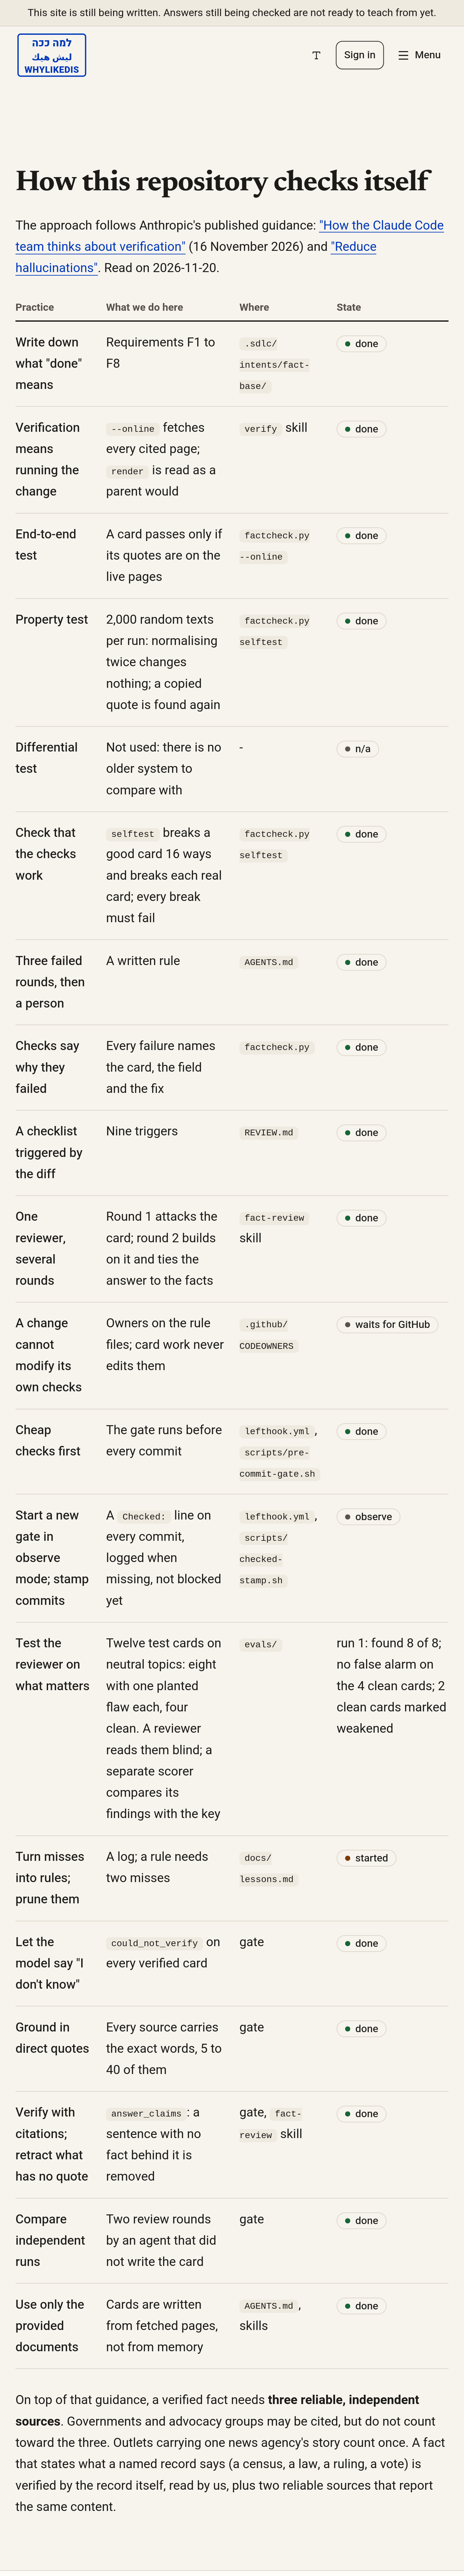 This site is still being written. Answers still being checked are not ready to teach from yet.
למה ככה
ليش هيك
WHYLIKEDIS
T
Sign in
Menu
How this repository checks itself
The approach follows Anthropic's published guidance: "How the Claude Code
team thinks about verification" (16 November 2026) and "Reduce
hallucinations". Read on 2026-11-20.
Practice What we do here Where State
Write down
what "done"
means
Requirements F1 to
F8
.sdlc/
intents/fact-
base/
done
Verification
means
running the
change
--online fetches
every cited page;
render is read as a
parent would
verify skill
done
End-to-end
test
A card passes only if
its quotes are on the
live pages
factcheck.py
--online
done
Property test
2,000 random texts
per run: normalising
twice changes
nothing; a copied
quote is found again
factcheck.py
selftest
done
Differential
test
Not used: there is no
older system to
compare with
-
n/a
Check that
the checks
work
selftest breaks a
good card 16 ways
and breaks each real
card; every break
must fail
factcheck.py
selftest
done
Three failed
rounds, then
a person
A written rule
AGENTS.md
done
Checks say
why they
failed
Every failure names
the card, the field
and the fix
factcheck.py
done
A checklist
triggered by
the diff
Nine triggers
REVIEW.md
done
One
reviewer,
several
rounds
Round 1 attacks the
card; round 2 builds
on it and ties the
answer to the facts
fact-review
skill
done
A change
cannot
modify its
own checks
Owners on the rule
files; card work never
edits them
.github/
CODEOWNERS
waits for GitHub
Cheap
checks first
The gate runs before
every commit
lefthook.yml,
scripts/pre-
commit-gate.sh
done
Start a new
gate in
observe
mode; stamp
commits
A Checked: line on
every commit,
logged when
missing, not blocked
yet
lefthook.yml,
scripts/
checked-
stamp.sh
observe
Test the
reviewer on
what matters
Twelve test cards on
neutral topics: eight
with one planted
flaw each, four
clean. A reviewer
reads them blind; a
separate scorer
compares its
findings with the key
evals/
run 1: found 8 of 8;
no false alarm on
the 4 clean cards; 2
clean cards marked
weakened
Turn misses
into rules;
prune them
A log; a rule needs
two misses
docs/
lessons.md
started
Let the
model say "I
don't know"
could_not_verify on
every verified card
gate
done
Ground in
direct quotes
Every source carries
the exact words, 5 to
40 of them
gate
done
Verify with
citations;
retract what
has no quote
answer_claims: a
sentence with no
fact behind it is
removed
gate, fact-
review skill
done
Compare
independent
runs
Two review rounds
by an agent that did
not write the card
gate
done
Use only the
provided
documents
Cards are written
from fetched pages,
not from memory
AGENTS.md,
skills
done
On top of that guidance, a verified fact needs three reliable, independent
sources. Governments and advocacy groups may be cited, but do not count
toward the three. Outlets carrying one news agency's story count once. A fact
that states what a named record says (a census, a law, a ruling, a vote) is
verified by the record itself, read by us, plus two reliable sources that report
the same content.